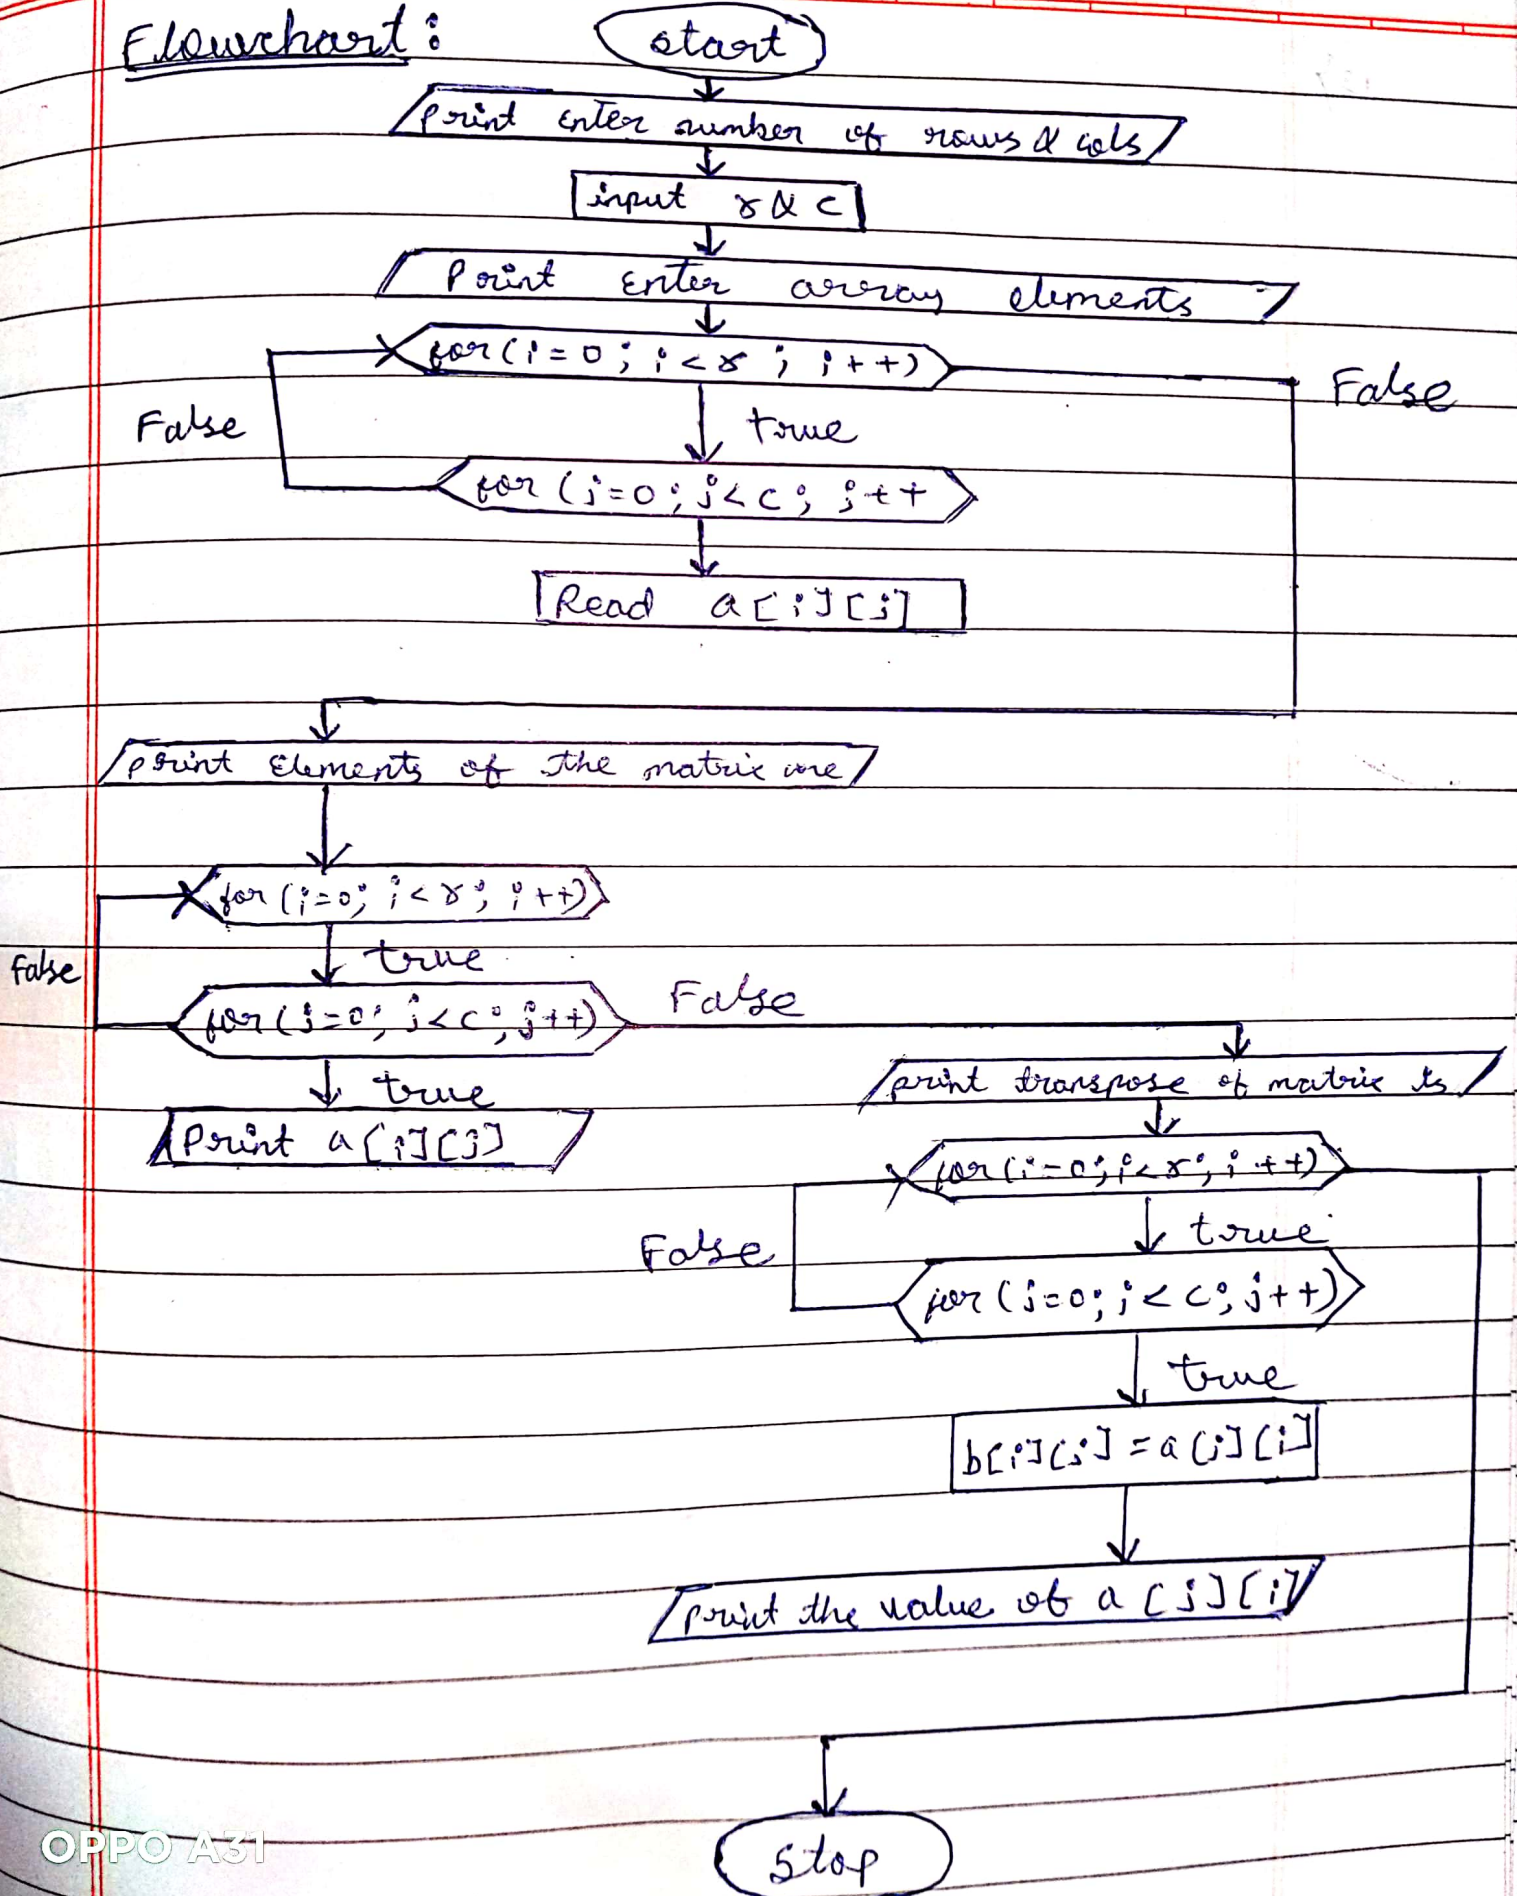 Flowchart :
start
Print Enter number of rows & cols
input r & c
Print Enter array elements
for(i=0; i<r; i++)
False
False
true
for (j=0; j<c; j++
Read a[i][j]
print Elements of the matrix are
for (i=0; i<r; i++)
true
False
for(j=0; j<c; j++)
False
true
print transpose of matrix is
Print a[i][j]
for(i=0; i<r; i++)
true
False
for (j=0; j<c; j++)
true
b[i][j] = a[j][i]
print the value of a[j][i]
Stop
OPPO A31